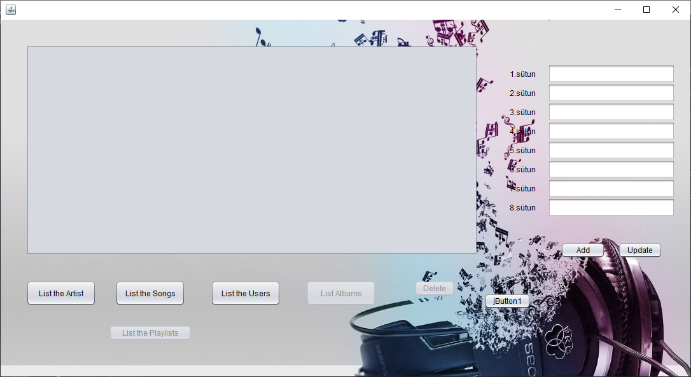 1.sütun
2.sütun
3.sütun
4.sütun
5.sütun
6.sütun
7.sütun
8.sütun
Add Update
List the Artist List the Songs List the Users List Albums Delete
jButton1
List the Playlists